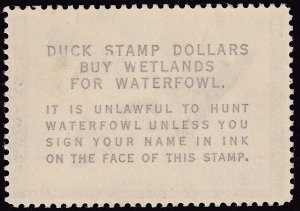 DUCK STAMP DOLLARS
BUY WETLANDS
FOR WATERFOWL.
IT IS UNLAWFUL TO HUNT
WATERFOWL UNLESS YOU
SIGN YOUR NAME IN INK
ON THE FACE OF THIS STAMP.